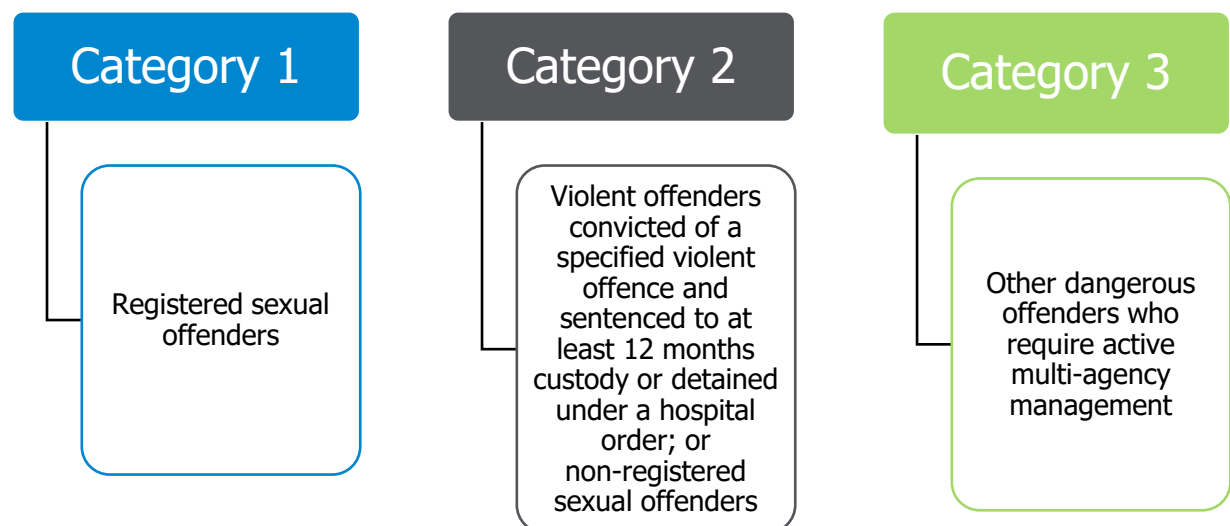 Category 1
Registered sexual
offenders
Category 2
Violent offenders
convicted of a
specified violent
offence and
sentenced to at
least 12 months
custody or detained
under a hospital
order; or
non-registered
sexual offenders
Category 3
Other dangerous
offenders who
require active
multi-agency
management